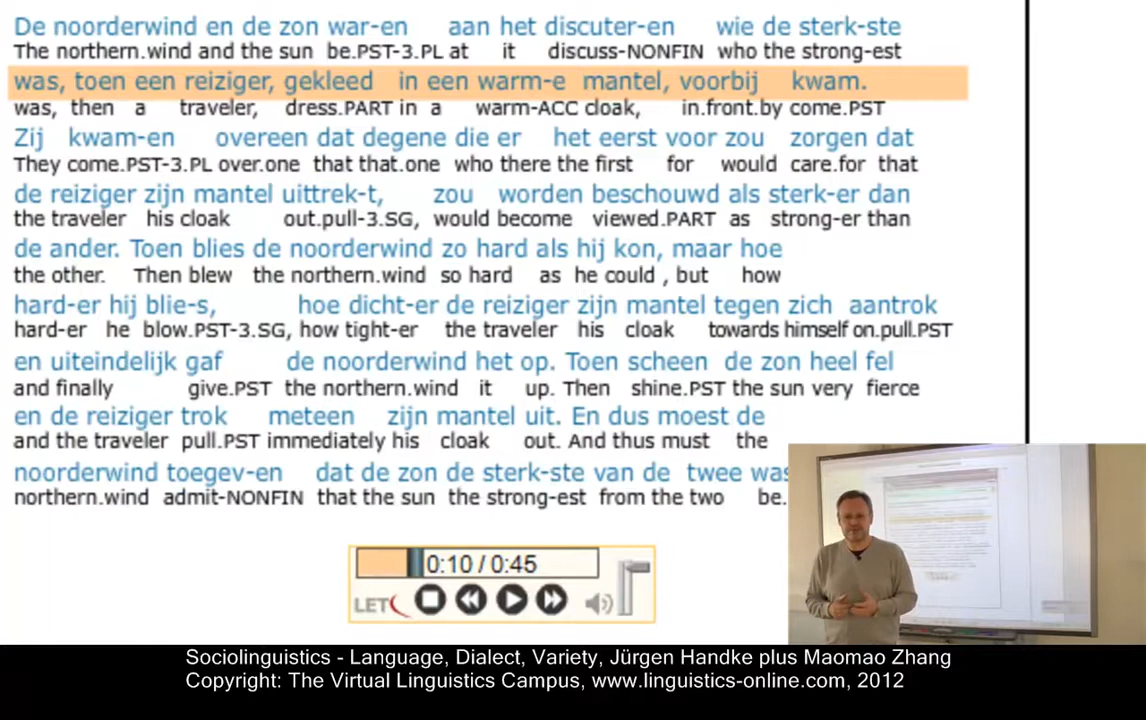 De noorderwind en de zon war-en aan het discuter-en wie de sterk-ste
The northern.wind and the sun be.PST-3.PL at it discuss-NONFIN who the strong-est
was, toen een reiziger, gekleed in een warm-e mantel, voorbij kwam.
was, then a traveler, dress.PART in a warm-ACC cloak, in.front.by come.PST
Zij kwam-en overeen dat degene die er het eerst voor zou zorgen dat
They come.PST-3.PL over.one that that.one who there the first for would care.for that
de reiziger zijn mantel uittrek-t, zou worden beschouwd als sterk-er dan
the traveler his cloak out.pull-3.SG, would become viewed.PART as strong-er than
de ander. Toen blies de noorderwind zo hard als hij kon, maar hoe
the other. Then blew the northern.wind so hard as he could , but how
hard-er hij blie-s, hoe dicht-er de reiziger zijn mantel tegen zich aantrok
hard-er he blow.PST-3.SG, how tight-er the traveler his cloak towards himself on.pull.PST
en uiteindelijk gaf de noorderwind het op. Toen scheen de zon heel fel
and finally give.PST the northern.wind it up. Then shine.PST the sun very fierce
en de reiziger trok meteen zijn mantel uit. En dus moest de
and the traveler pull.PST immediately his cloak out. And thus must the
noorderwind toegev-en dat de zon de sterk-ste van de twee was
northern.wind admit-NONFIN that the sun the strong-est from the two be.
0:10 / 0:45
LET
Sociolinguistics - Language, Dialect, Variety, Jürgen Handke plus Maomao Zhang
Copyright: The Virtual Linguistics Campus, www.linguistics-online.com, 2012